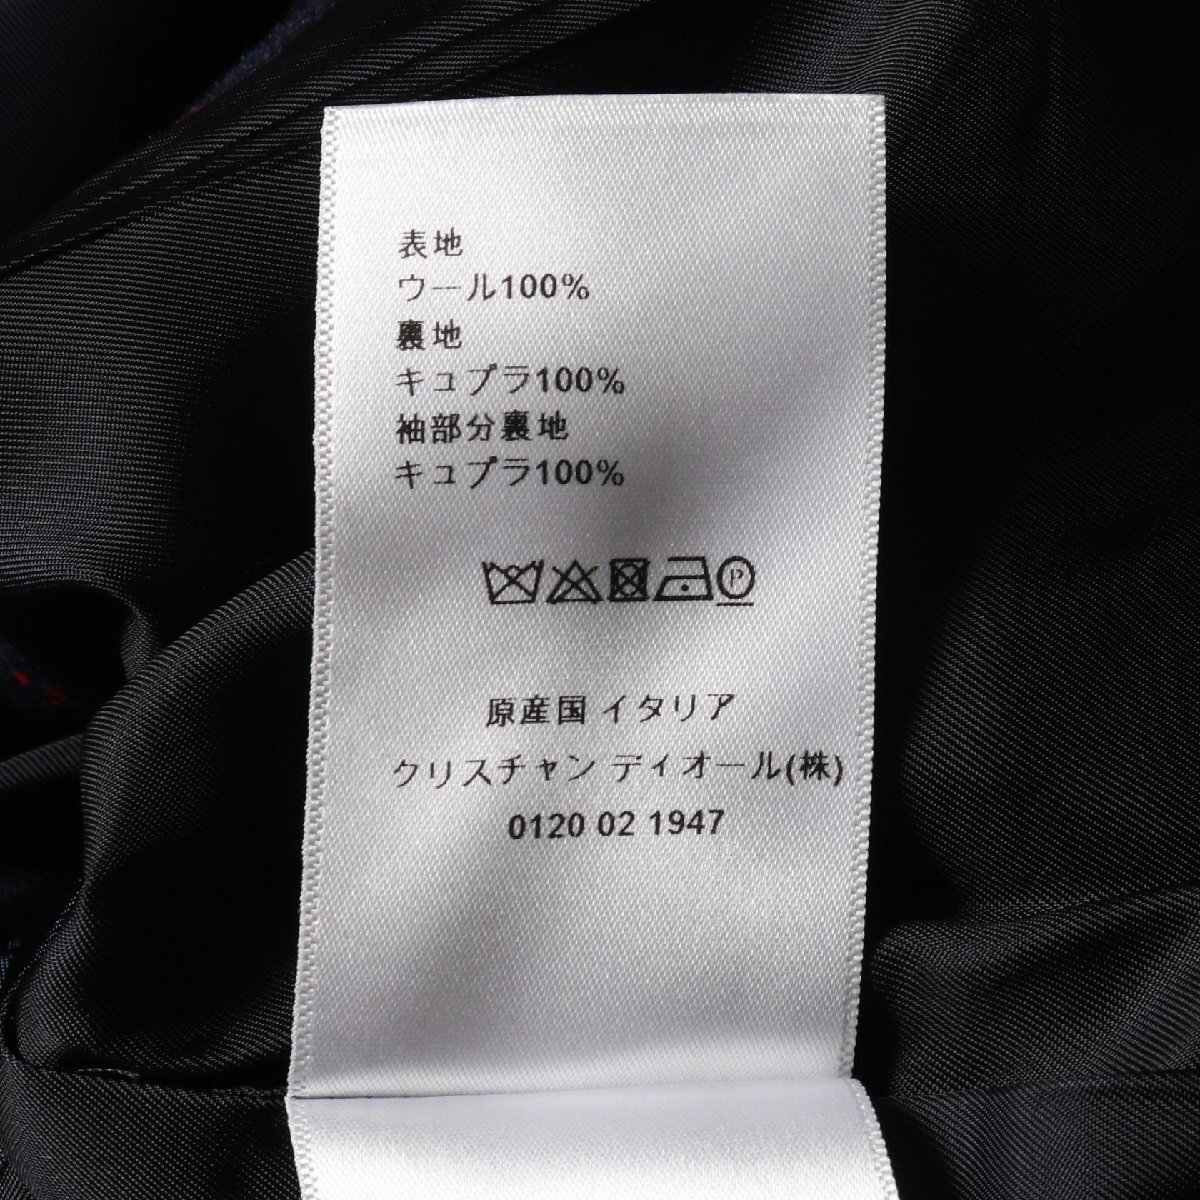 表地
ウール100%
裏地
キュプラ100%
袖部分裏地
キュプラ100%
P
原産国 イタリア
クリスチャン ディオール(株)
0120 02 1947